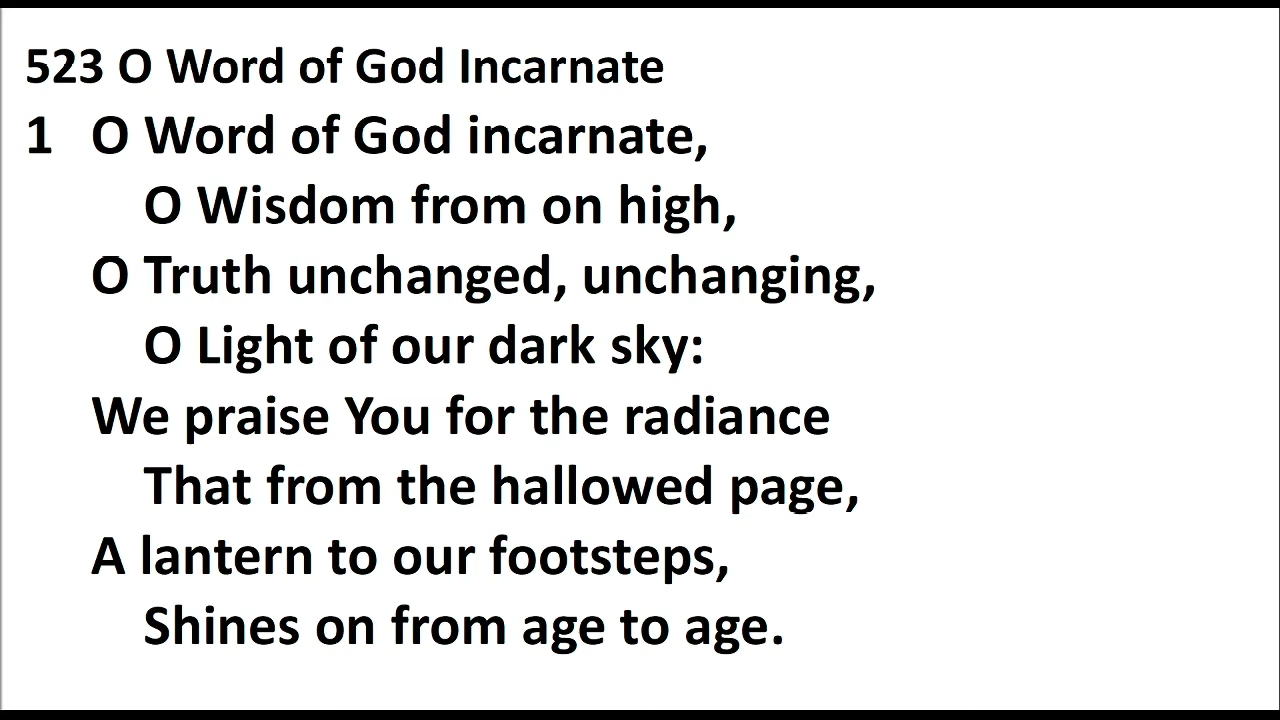 523 O Word of God Incarnate
1 O Word of God incarnate,
O Wisdom from on high,
O Truth unchanged, unchanging,
O Light of our dark sky:
We praise You for the radiance
That from the hallowed page,
A lantern to our footsteps,
Shines on from age to age.